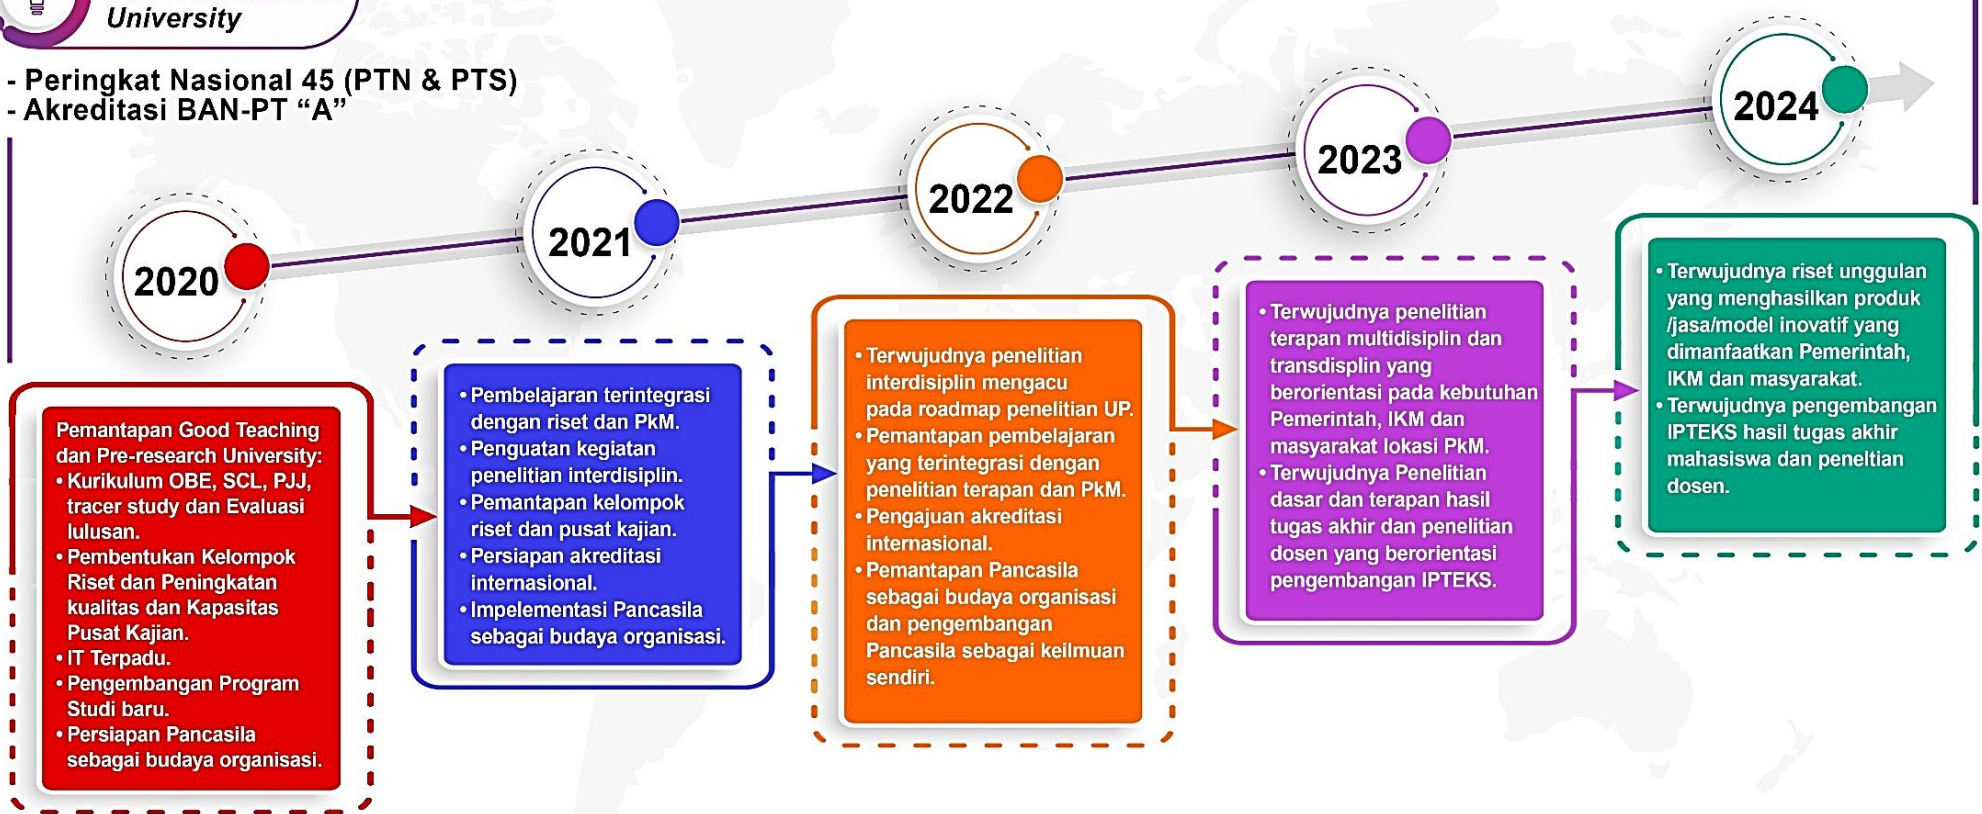 University
- Peringkat Nasional 45 (PTN & PTS)
- Akreditasi BAN-PT “A”
2020
2021
2022
2023
2024
Pemantapan Good Teaching
dan Pre-research University:
• Kurikulum OBE, SCL, PJJ,
tracer study dan Evaluasi
lulusan.
• Pembentukan Kelompok
Riset dan Peningkatan
kualitas dan Kapasitas
Pusat Kajian.
• IT Terpadu.
• Pengembangan Program
Studi baru.
• Persiapan Pancasila
sebagai budaya organisasi.
• Pembelajaran terintegrasi
dengan riset dan PkM.
• Penguatan kegiatan
penelitian interdisiplin.
• Pemantapan kelompok
riset dan pusat kajian.
• Persiapan akreditasi
internasional.
• Impelementasi Pancasila
sebagai budaya organisasi.
• Terwujudnya penelitian
interdisiplin mengacu
pada roadmap penelitian UP.
• Pemantapan pembelajaran
yang terintegrasi dengan
penelitian terapan dan PkM.
• Pengajuan akreditasi
internasional.
• Pemantapan Pancasila
sebagai budaya organisasi
dan pengembangan
Pancasila sebagai keilmuan
sendiri.
• Terwujudnya penelitian
terapan multidisiplin dan
transdisplin yang
berorientasi pada kebutuhan
Pemerintah, IKM dan
masyarakat lokasi PkM.
• Terwujudnya Penelitian
dasar dan terapan hasil
tugas akhir dan penelitian
dosen yang berorientasi
pengembangan IPTEKS.
• Terwujudnya riset unggulan
yang menghasilkan produk
/jasa/model inovatif yang
dimanfaatkan Pemerintah,
IKM dan masyarakat.
• Terwujudnya pengembangan
IPTEKS hasil tugas akhir
mahasiswa dan peneltian
dosen.